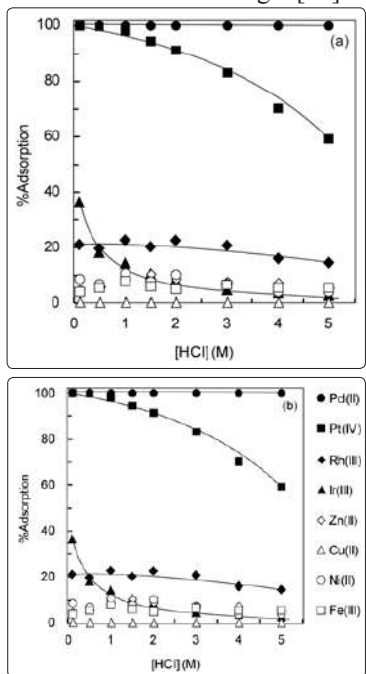 (a)
100
80
60
40
20
0
%Adsorption
0 1 2 3 4 5
[HCl] (M)
(b)
100
80
60
40
20
0
%Adsorption
0 1 2 3 4 5
[HCl] (M)
Pd(II)
Pt(IV)
Rh(III)
Ir(III)
Zn(II)
Cu(II)
Ni(II)
Fe(III)